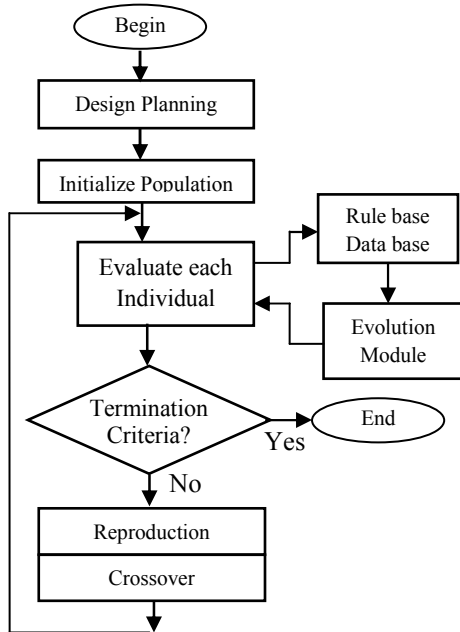 Begin
Design Planning
Initialize Population
Rule base
Data base
Evaluate each
Individual
Evolution
Module
Termination
Criteria?
End
Yes
No
Reproduction
Crossover